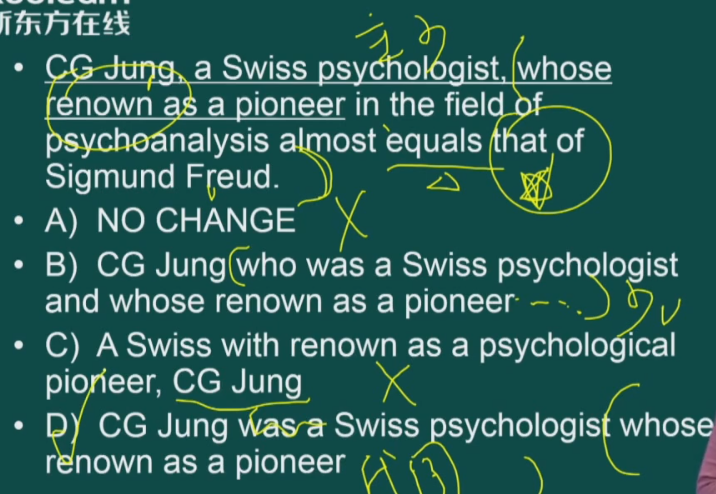 新东方在线
• CG Jung, a Swiss psychologist, whose
renown as a pioneer in the field of
psychoanalysis almost equals that of
Sigmund Freud.
• A) NO CHANGE
• B) CG Jung who was a Swiss psychologist
and whose renown as a pioneer
• C) A Swiss with renown as a psychological
pioneer, CG Jung
• D) CG Jung was a Swiss psychologist whose
renown as a pioneer